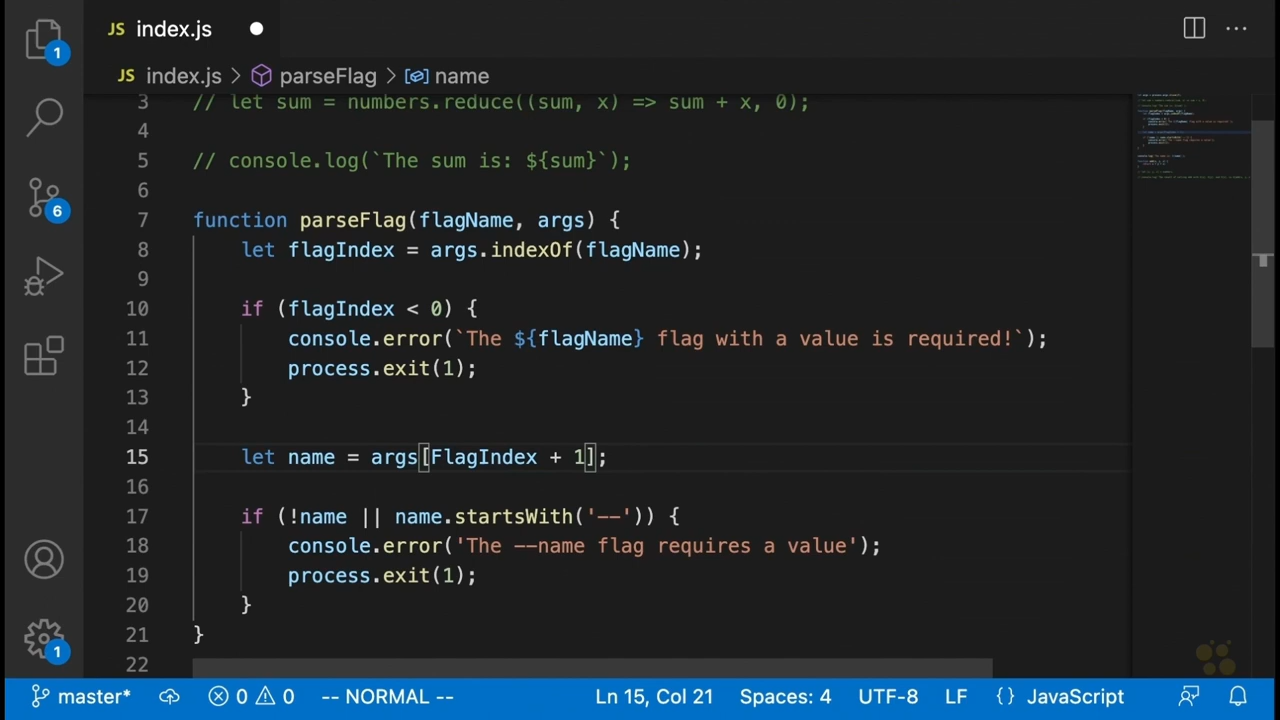 JS index.js
JS index.js > parseFlag > name
3 // let sum = numbers.reduce((sum, x) => sum + x, 0);
4
5 // console.log(`The sum is: ${sum}`);
6
7 function parseFlag(flagName, args) {
8 let flagIndex = args.indexOf(flagName);
9
10 if (flagIndex < 0) {
11 console.error(`The ${flagName} flag with a value is required!`);
12 process.exit(1);
13 }
14
15 let name = args[FlagIndex + 1];
16
17 if (!name || name.startsWith('--')) {
18 console.error('The --name flag requires a value');
19 process.exit(1);
20 }
21 }
22
1
6
1
master* 0 0 -- NORMAL -- Ln 15, Col 21 Spaces: 4 UTF-8 LF {} JavaScript